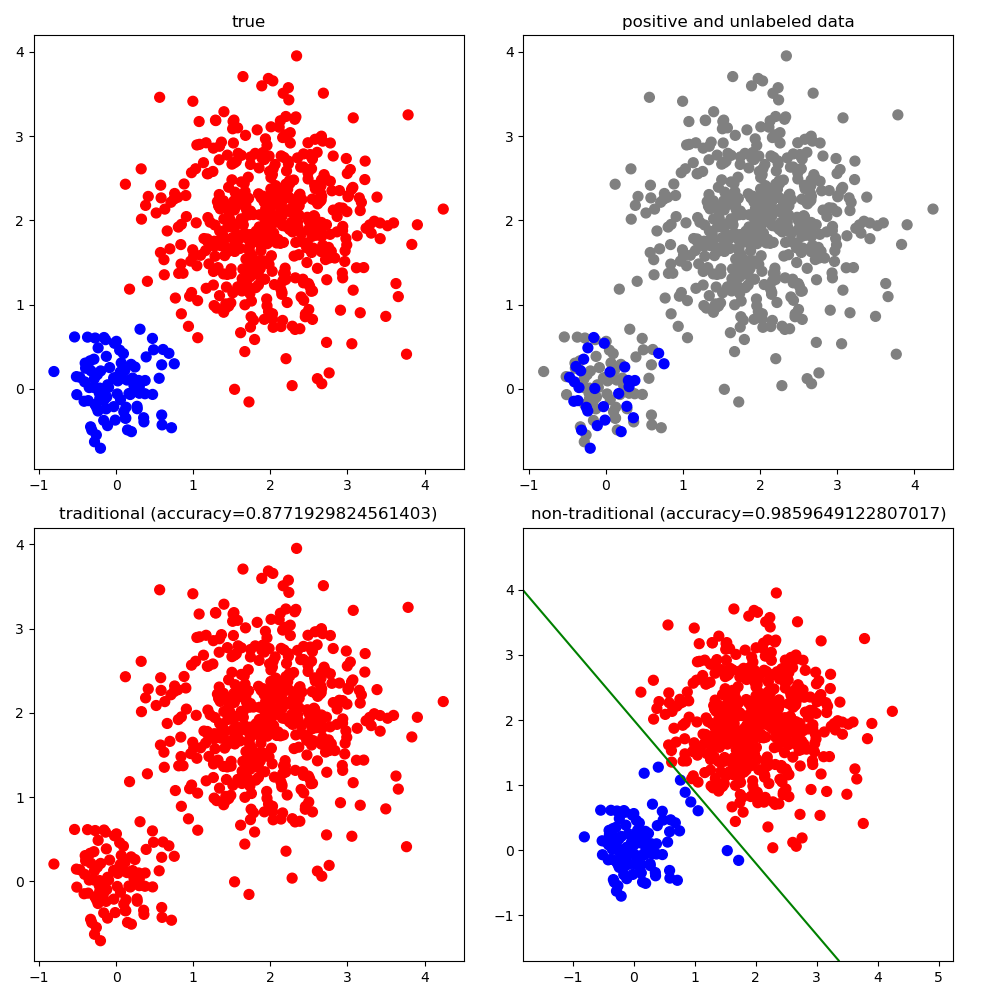 true
positive and unlabeled data
4
3
2
1
0
−1 0 1 2 3 4
4
3
2
1
0
−1 0 1 2 3 4
traditional (accuracy=0.8771929824561403)
non-traditional (accuracy=0.9859649122807017)
4
3
2
1
0
−1 0 1 2 3 4
4
3
2
1
0
−1
−1 0 1 2 3 4 5